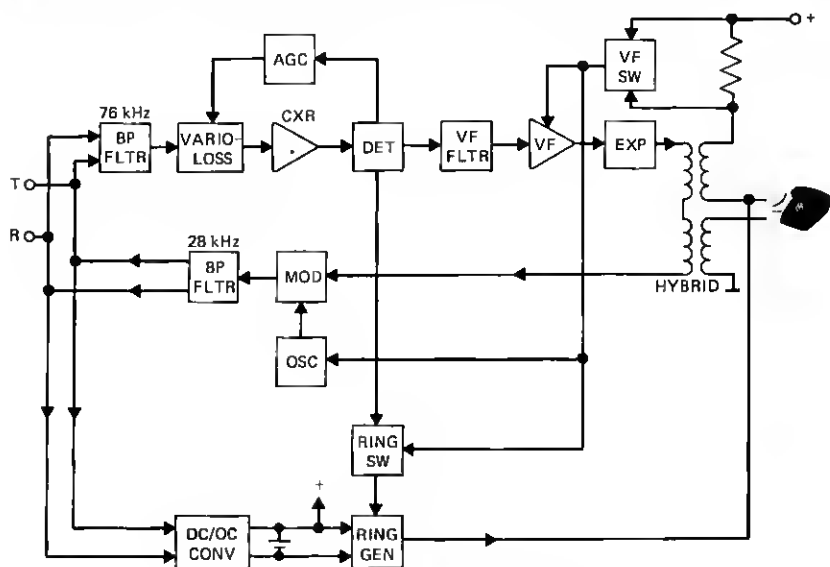 +
VF
SW
AGC
76 kHz
BP
FLTR
VARIO-
LOSS
CXR
DET
VF
FLTR
VF
EXP
T
R
28 kHz
BP
FLTR
MOD
HYBRID
OSC
RING
SW
+
DC/OC
CONV
RING
GEN